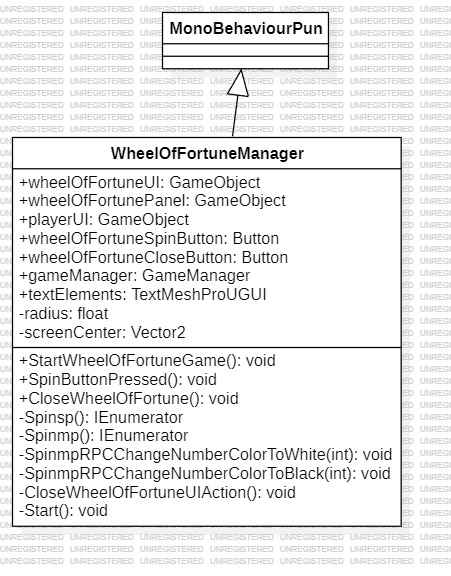 MonoBehaviourPun
WheelOfFortuneManager
+wheelOfFortuneUI: GameObject
+wheelOfFortunePanel: GameObject
+playerUI: GameObject
+wheelOfFortuneSpinButton: Button
+wheelOfFortuneCloseButton: Button
+gameManager: GameManager
+textElements: TextMeshProUGUI
-radius: float
-screenCenter: Vector2
+StartWheelOfFortuneGame(): void
+SpinButtonPressed(): void
+CloseWheelOfFortune(): void
-Spinsp(): IEnumerator
-Spinmp(): IEnumerator
-SpinmpRPCChangeNumberColorToWhite(int): void
-SpinmpRPCChangeNumberColorToBlack(int): void
-CloseWheelOfFortuneUIAction(): void
-Start(): void
UNREGISTERED